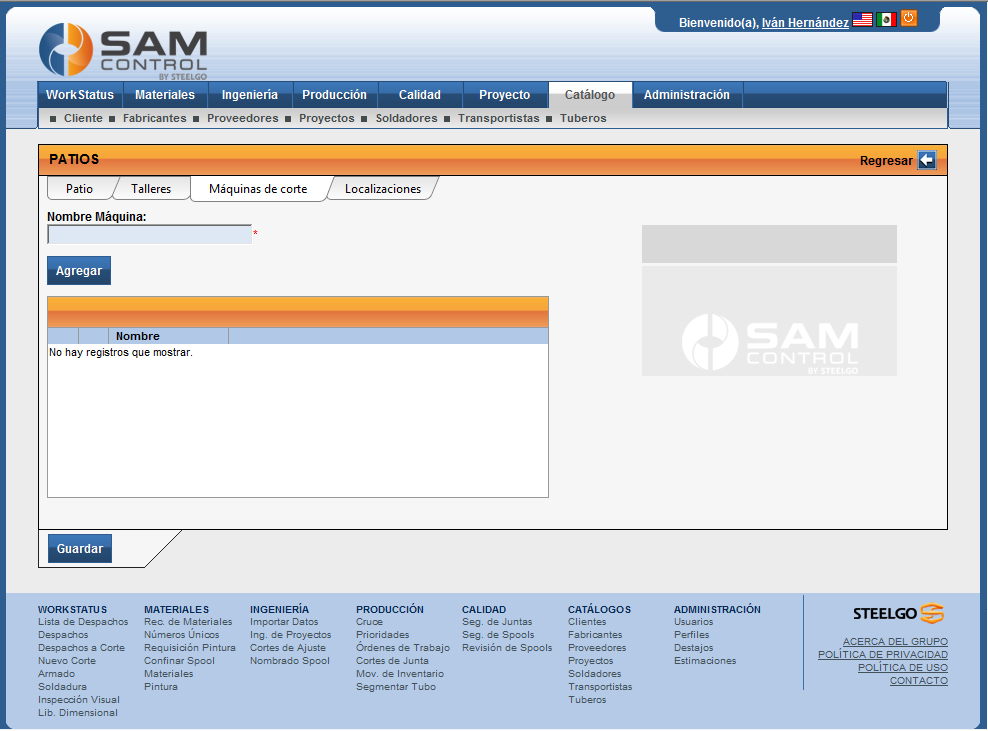 Bienvenido(a), Iván Hernández
SAM
CONTROL
BY STEELGO
WorkStatus Materiales Ingeniería Producción Calidad Proyecto Catálogo Administración
Cliente Fabricantes Proveedores Proyectos Soldadores Transportistas Tuberos
PATIOS Regresar
Patio Talleres Máquinas de corte Localizaciones
Nombre Máquina:
*
Agregar
Nombre
No hay registros que mostrar.
SAM
CONTROL
BY STEELGO
Guardar
WORKSTATUS
Lista de Despachos
Despachos
Despachos a Corte
Nuevo Corte
Armado
Soldadura
Inspección Visual
Lib. Dimensional
MATERIALES
Rec. de Materiales
Números Únicos
Requisición Pintura
Confinar Spool
Materiales
Pintura
INGENIERÍA
Importar Datos
Ing. de Proyectos
Cortes de Ajuste
Nombrado Spool
PRODUCCIÓN
Cruce
Prioridades
Órdenes de Trabajo
Cortes de Junta
Mov. de Inventario
Segmentar Tubo
CALIDAD
Seg. de Juntas
Seg. de Spools
Revisión de Spools
CATÁLOGOS
Clientes
Fabricantes
Proveedores
Proyectos
Soldadores
Transportistas
Tuberos
ADMINISTRACIÓN
Usuarios
Perfiles
Destajos
Estimaciones
STEELGO
ACERCA DEL GRUPO
POLÍTICA DE PRIVACIDAD
POLÍTICA DE USO
CONTACTO